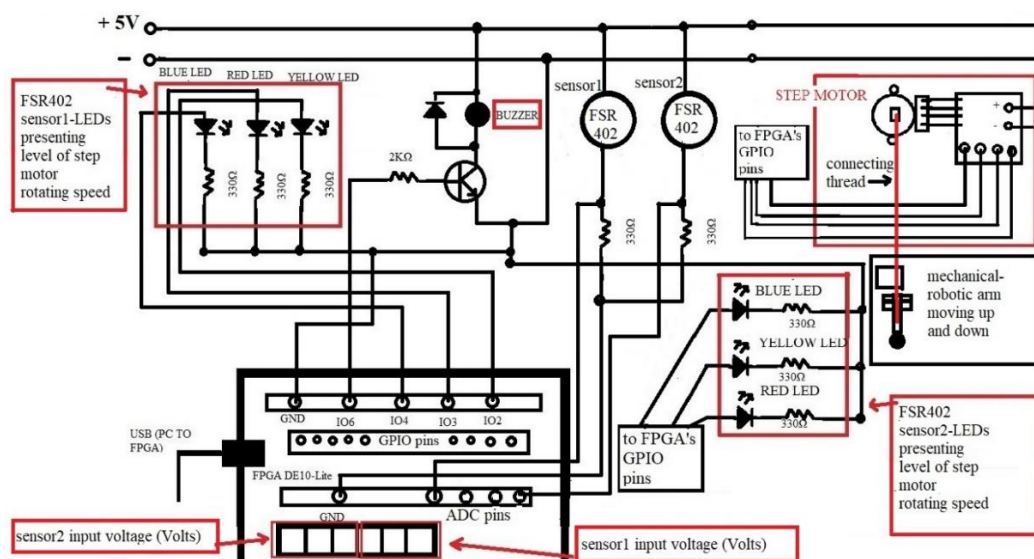 + 5V
-
BLUE LED
RED LED
YELLOW LED
FSR402
sensor1-LEDs
presenting
level of step
motor
rotating speed
330Ω
330Ω
330Ω
2KΩ
BUZZER
sensor1
sensor2
FSR
402
FSR
402
330Ω
330Ω
STEP MOTOR
to FPGA's
GPIO
pins
connecting
thread
+
-
mechanical-
robotic arm
moving up
and down
BLUE LED
330Ω
YELLOW LED
330Ω
RED LED
330Ω
to FPGA's
GPIO
pins
FSR402
sensor2-LEDs
presenting
level of step
motor
rotating speed
GND
IO6
IO4
IO3
IO2
GPIO pins
USB (PC TO
FPGA)
FPGA DE10-Lite
GND
ADC pins
sensor2 input voltage (Volts)
sensor1 input voltage (Volts)